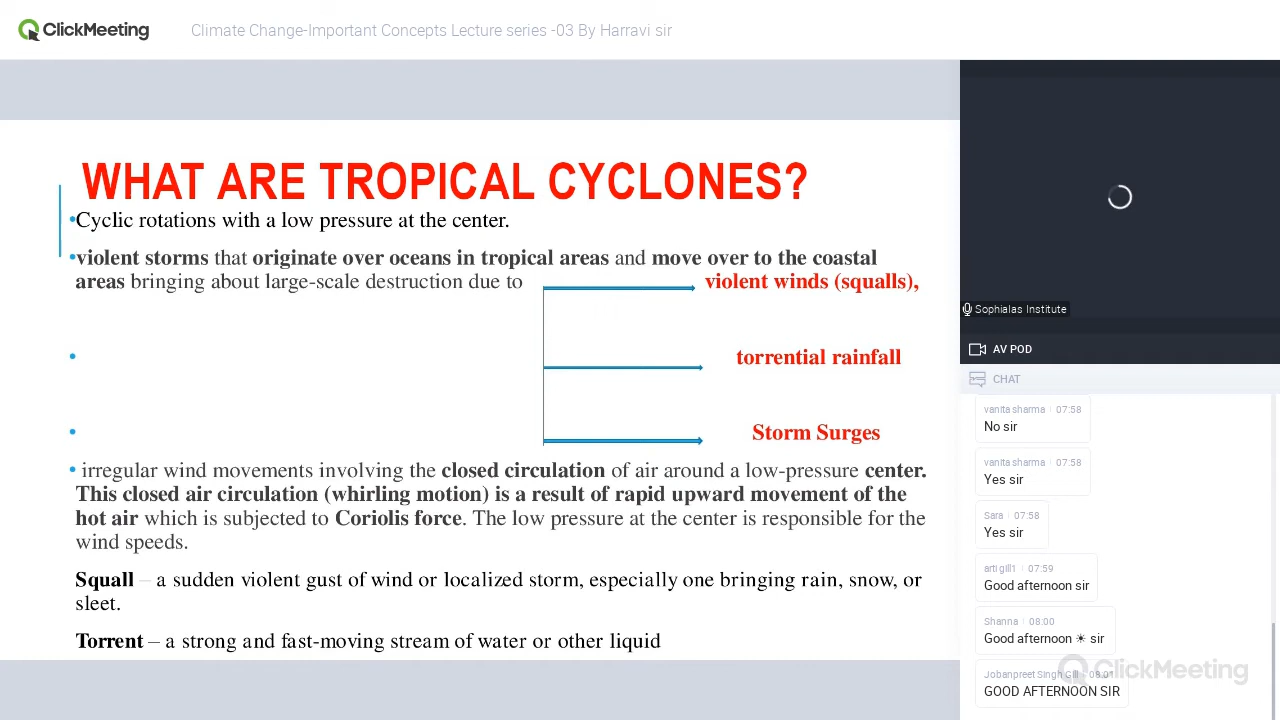 ClickMeeting
Climate Change-Important Concepts Lecture series -03 By Harravi sir
WHAT ARE TROPICAL CYCLONES?
•Cyclic rotations with a low pressure at the center.
•violent storms that originate over oceans in tropical areas and move over to the coastal
areas bringing about large-scale destruction due to
violent winds (squalls),
• torrential rainfall
• Storm Surges
• irregular wind movements involving the closed circulation of air around a low-pressure center.
This closed air circulation (whirling motion) is a result of rapid upward movement of the
hot air which is subjected to Coriolis force. The low pressure at the center is responsible for the
wind speeds.
Squall – a sudden violent gust of wind or localized storm, especially one bringing rain, snow, or
sleet.
Torrent – a strong and fast-moving stream of water or other liquid
Sophialas Institute
AV POD
CHAT
vanita sharma 07:58
No sir
vanita sharma 07:58
Yes sir
Sara 07:58
Yes sir
arti gill1 07:59
Good afternoon sir
Shanna 08:00
Good afternoon ☀ sir
Jobanpreet Singh Gill 08:01
GOOD AFTERNOON SIR
ClickMeeting